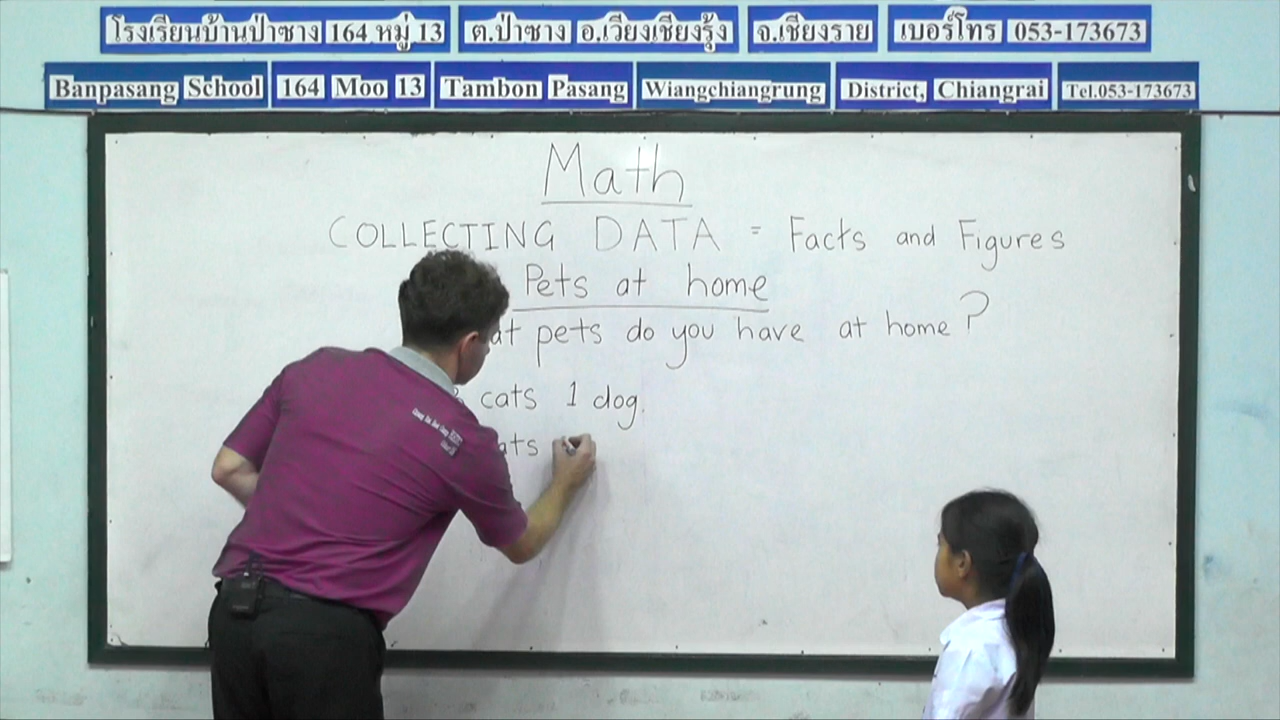 โรงเรียนบ้านป่าซาง 164 หมู่ 13 ต.ป่าซาง อ.เวียงเชียงรุ้ง จ.เชียงราย เบอร์โทร 053-173673
Banpasang School 164 Moo 13 Tambon Pasang Wiangchiangrung District, Chiangrai Tel.053-173673
Math
COLLECTING DATA = Facts and Figures
Pets at home
at pets do you have at home?
cats 1 dog.
ats